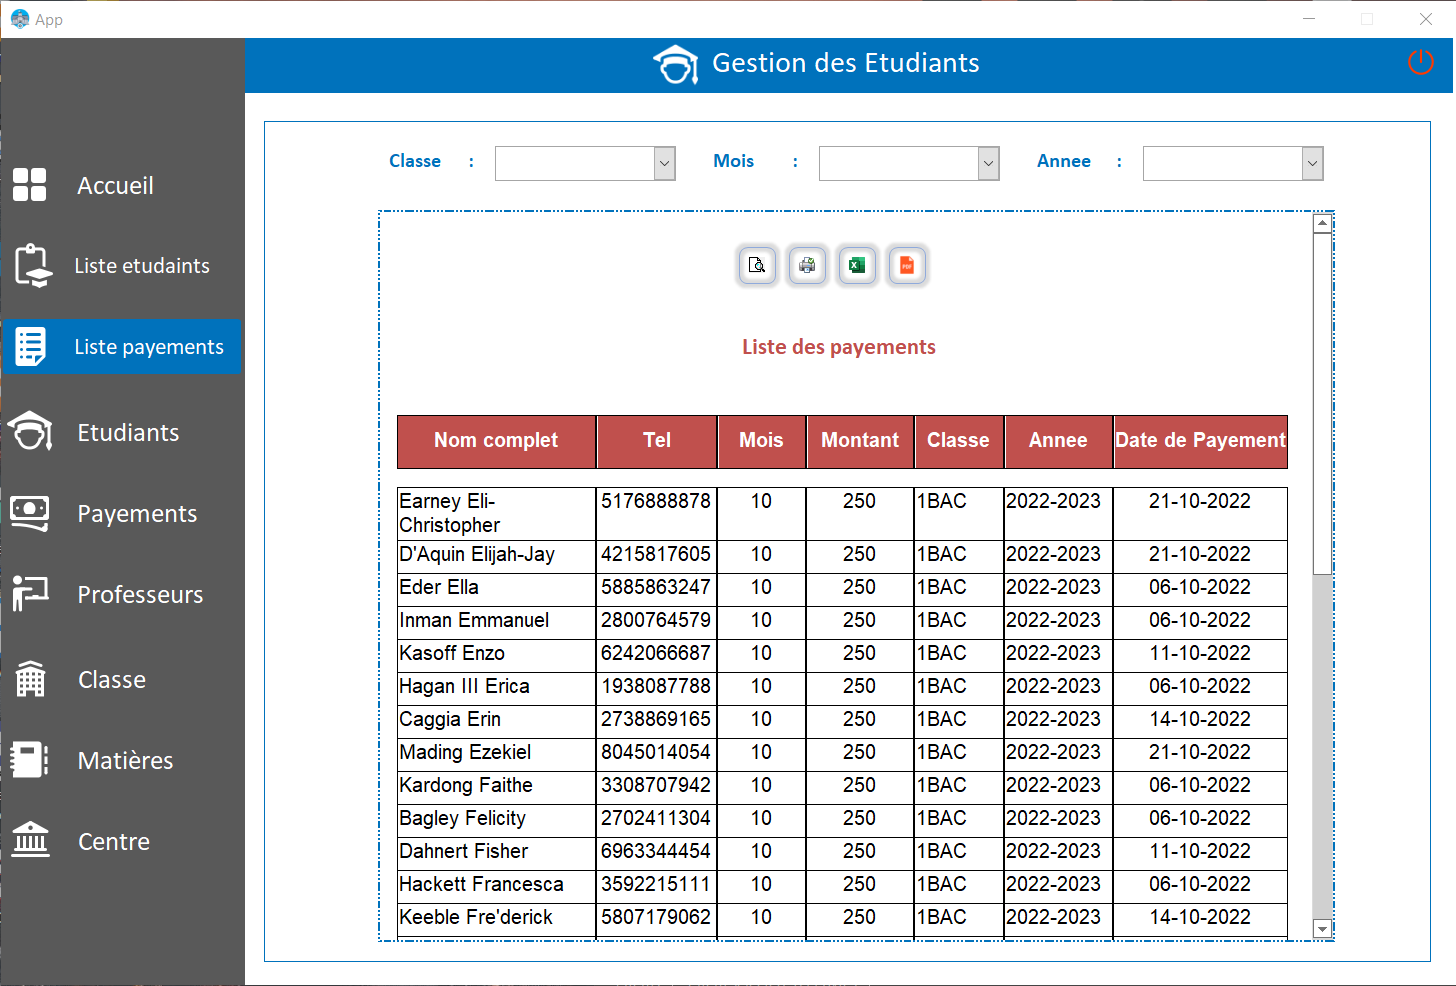 App
Gestion des Etudiants
Classe : Mois : Annee :
Accueil
Liste etudaints
Liste payements
Etudiants
Payements
Professeurs
Classe
Matières
Centre
PDF
Liste des payements
Nom complet Tel Mois Montant Classe Annee Date de Payement
Earney Eli- 5176888878 10 250 1BAC 2022-2023 21-10-2022
Christopher
D'Aquin Elijah-Jay 4215817605 10 250 1BAC 2022-2023 21-10-2022
Eder Ella 5885863247 10 250 1BAC 2022-2023 06-10-2022
Inman Emmanuel 2800764579 10 250 1BAC 2022-2023 06-10-2022
Kasoff Enzo 6242066687 10 250 1BAC 2022-2023 11-10-2022
Hagan III Erica 1938087788 10 250 1BAC 2022-2023 06-10-2022
Caggia Erin 2738869165 10 250 1BAC 2022-2023 14-10-2022
Mading Ezekiel 8045014054 10 250 1BAC 2022-2023 21-10-2022
Kardong Faithe 3308707942 10 250 1BAC 2022-2023 06-10-2022
Bagley Felicity 2702411304 10 250 1BAC 2022-2023 06-10-2022
Dahnert Fisher 6963344454 10 250 1BAC 2022-2023 11-10-2022
Hackett Francesca 3592215111 10 250 1BAC 2022-2023 06-10-2022
Keeble Fre'derick 5807179062 10 250 1BAC 2022-2023 14-10-2022